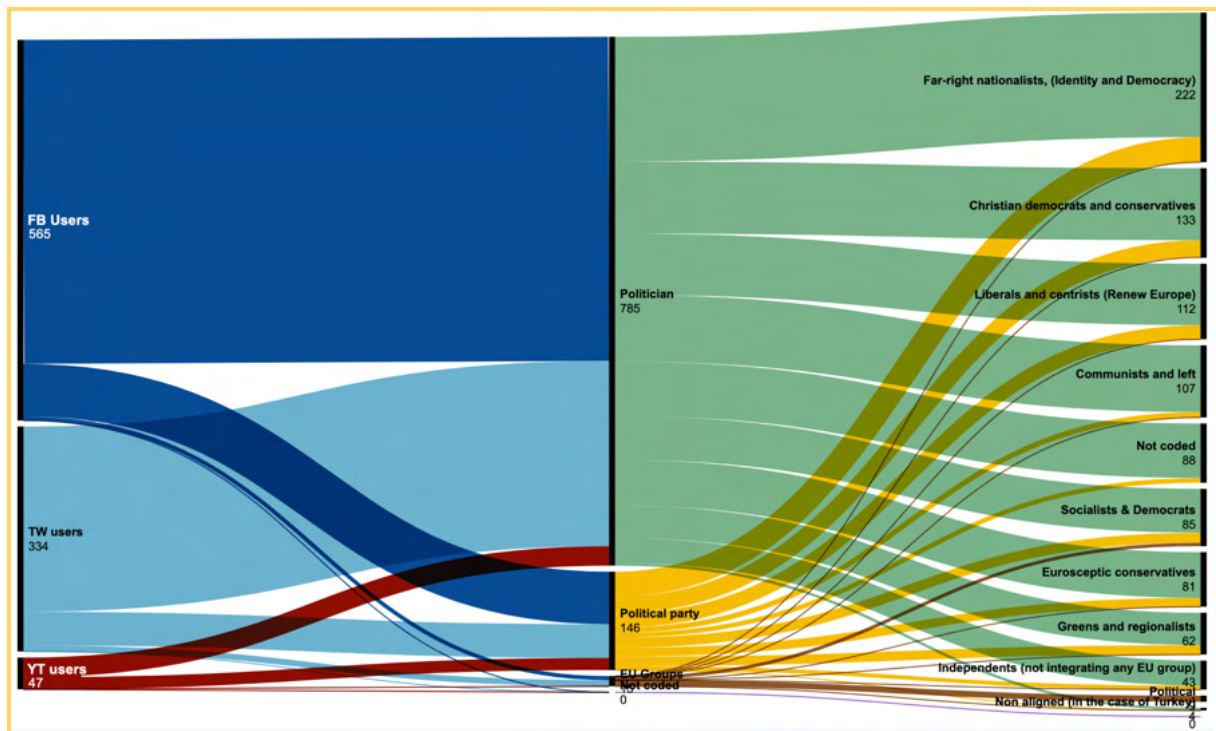 FB Users
565
TW users
334
YT users
47
Politician
785
Political party
146
EU Groups
Not coded
0
Far-right nationalists, (Identity and Democracy)
222
Christian democrats and conservatives
133
Liberals and centrists (Renew Europe)
112
Communists and left
107
Not coded
88
Socialists & Democrats
85
Eurosceptic conservatives
81
Greens and regionalists
62
Independents (not integrating any EU group)
43
Political
Non aligned (in the case of Turkey)
0